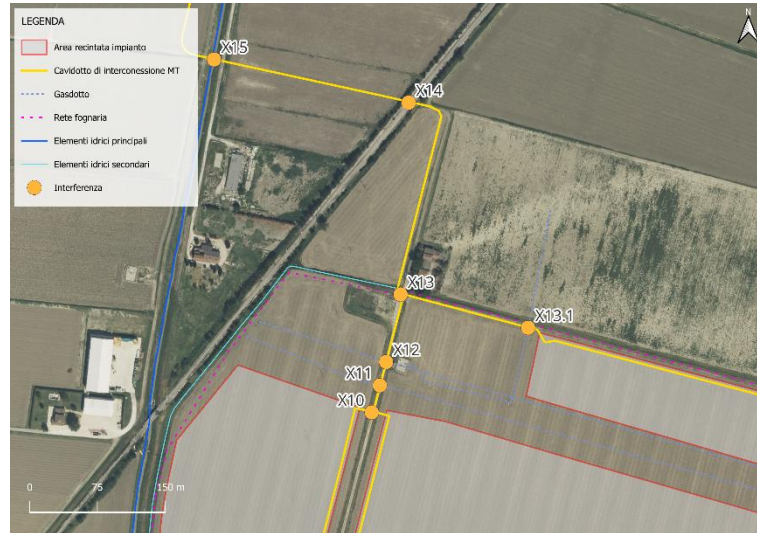 LEGENDA
Area recintata impianto
Cavidotto di interconessione MT
Gasdotto
Rete fognaria
Elementi idrici principali
Elementi idrici secondari
Interferenza
N
X15
X14
X13
X13.1
X12
X11
X10
0 75 150 m